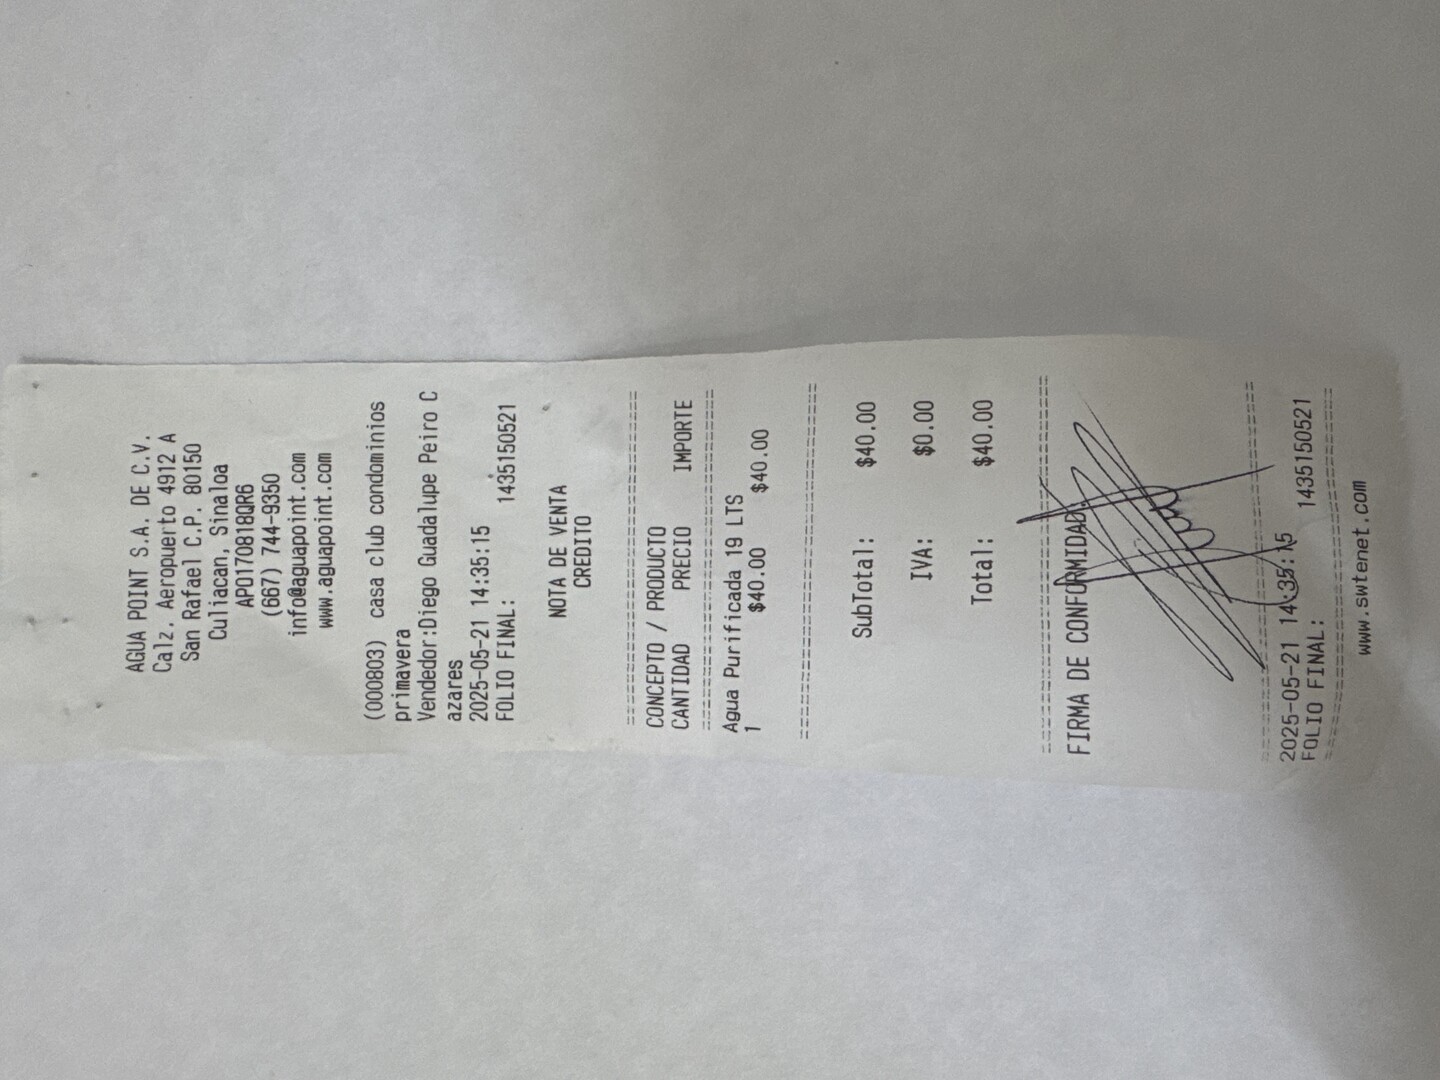 AGUA POINT S.A. DE C.V.
Calz. Aeropuerto 4912 A
San Rafael C.P. 80150
Culiacan, Sinaloa
APO170818QR6
(667) 744-9350
info@aguapoint.com
www.aguapoint.com
(000803) casa club condominios
primavera
Vendedor:Diego Guadalupe Peiro C
azares
2025-05-21 14:35:15
FOLIO FINAL: 1435150521
NOTA DE VENTA
CREDITO
================================
CONCEPTO / PRODUCTO
CANTIDAD PRECIO IMPORTE
================================
Agua Purificada 19 LTS
1 $40.00 $40.00
================================
SubTotal: $40.00
IVA: $0.00
Total: $40.00
================================
FIRMA DE CONFORMIDAD:
================================
2025-05-21 14:35:15
FOLIO FINAL: 1435150521
================================
www.swtenet.com